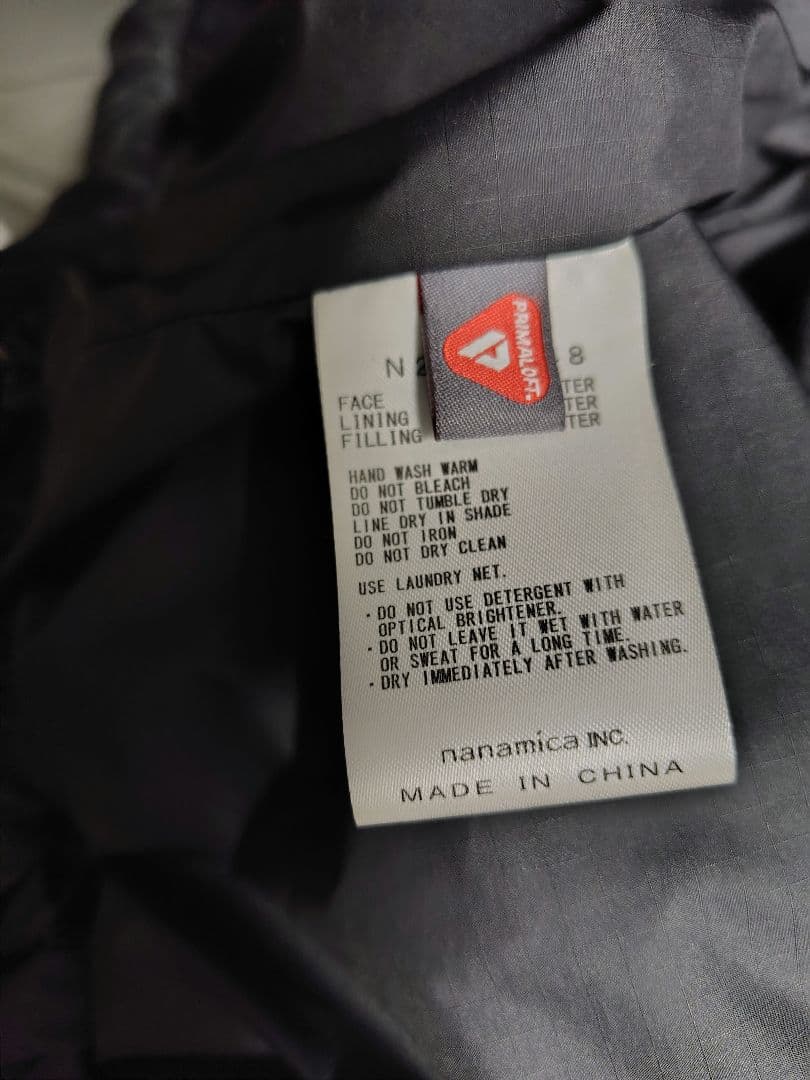 PRIMALOFT.
N 2 8
FACE TER
LINING TER
FILLING TER
HAND WASH WARM
DO NOT BLEACH
DO NOT TUMBLE DRY
LINE DRY IN SHADE
DO NOT IRON
DO NOT DRY CLEAN
USE LAUNDRY NET.
・DO NOT USE DETERGENT WITH
OPTICAL BRIGHTENER.
・DO NOT LEAVE IT WET WITH WATER
OR SWEAT FOR A LONG TIME.
・DRY IMMEDIATELY AFTER WASHING.
nanamica INC.
MADE IN CHINA